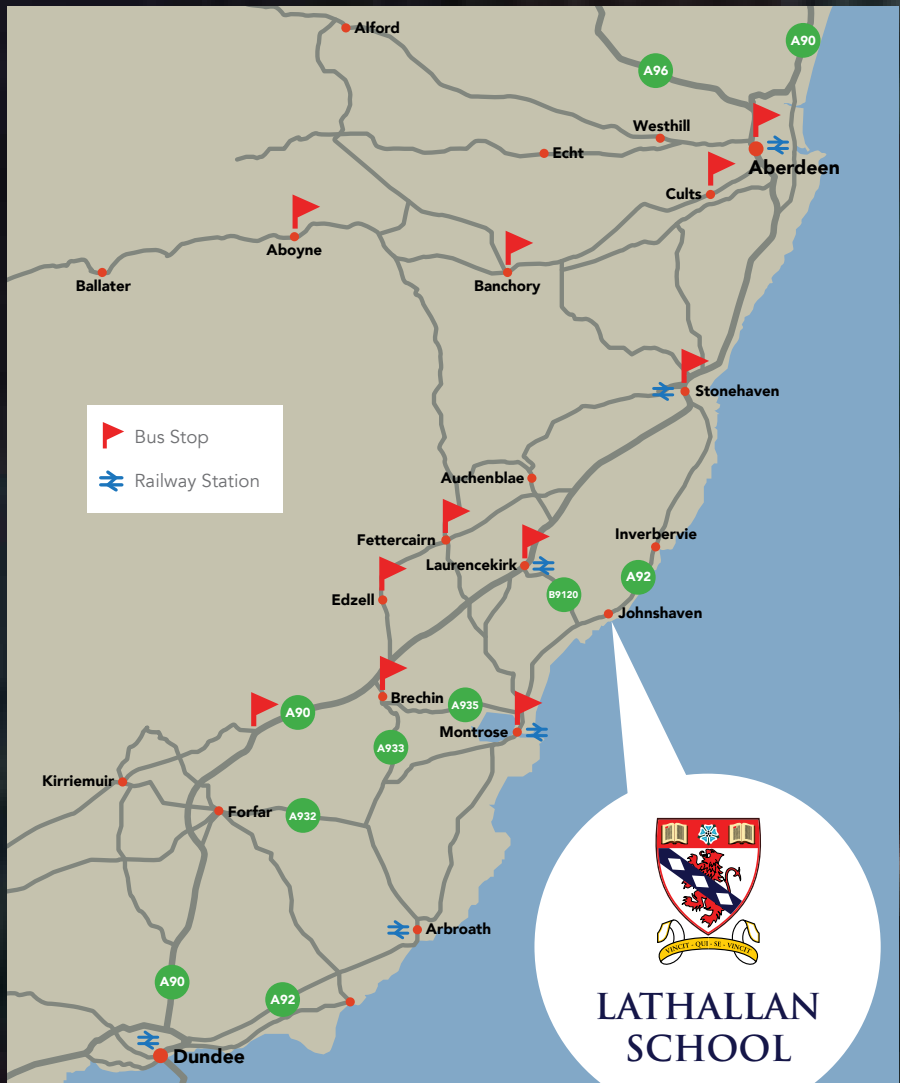 Alford
A90
A96
Westhill
Echt
Aberdeen
Cults
Aboyne
Ballater
Banchory
Stonehaven
Bus Stop
Railway Station
Auchenblae
Fettercairn
Inverbervie
Laurencekirk
A92
B9120
Edzell
Johnshaven
Brechin
A935
A90
Montrose
A933
Kirriemuir
Forfar
A932
VINCIT - QUI - SE - VINCIT
Arbroath
A90
A92
LATHALLAN
SCHOOL
Dundee